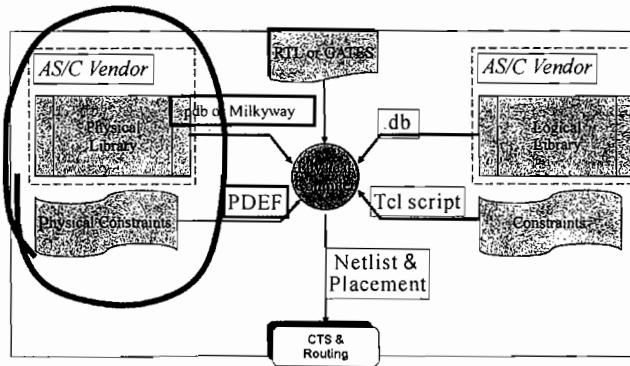 RTL or GATES
AS/C Vendor
AS/C Vendor
pdb or Milkyway
.db
Physical
Library
Logical
Library
PDEF
Tcl script
Physical Constraints
Constraints
Netlist &
Placement
CTS &
Routing